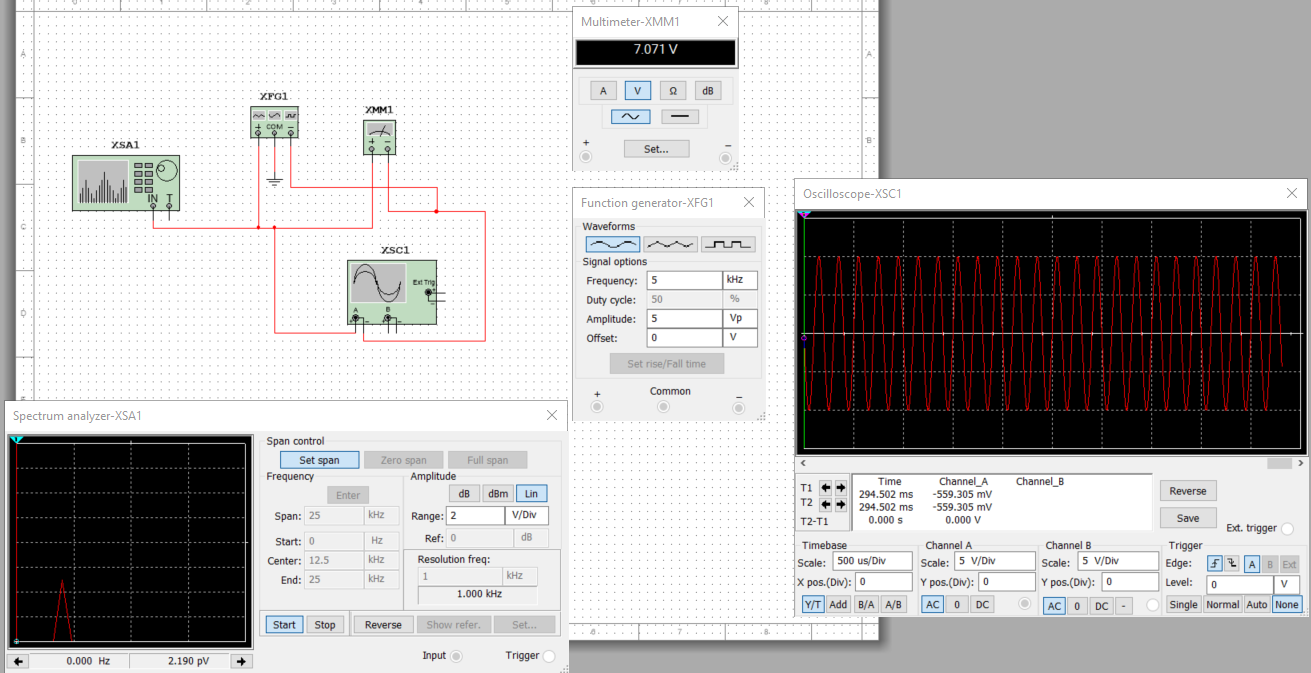 Multimeter-XMM1
7.071 V
A V Ω dB
+ −
Set...
XFG1
+ COM −
XMM1
+ −
XSA1
IN T
XSC1
Ext Trig
+
−
A B
+ − + −
A
B
C
D
A
B
6 7 8
Function generator-XFG1
Waveforms
Signal options
Frequency: 5 kHz
Duty cycle: 50 %
Amplitude: 5 Vp
Offset: 0 V
Set rise/Fall time
+ Common −
Oscilloscope-XSC1
Time Channel_A Channel_B
T1 294.502 ms -559.305 mV
T2 294.502 ms -559.305 mV
T2-T1 0.000 s 0.000 V
Reverse
Save
Ext. trigger
Timebase
Scale: 500 us/Div
X pos.(Div): 0
Y/T Add B/A A/B
Channel A
Scale: 5 V/Div
Y pos.(Div): 0
AC 0 DC
Channel B
Scale: 5 V/Div
Y pos.(Div): 0
AC 0 DC -
Trigger
Edge: A B Ext
Level: 0 V
Single Normal Auto None
Spectrum analyzer-XSA1
Span control
Set span Zero span Full span
Frequency
Enter
Span: 25 kHz
Start: 0 Hz
Center: 12.5 kHz
End: 25 kHz
Amplitude
dB dBm Lin
Range: 2 V/Div
Ref: 0 dB
Resolution freq:
1 kHz
1.000 kHz
Start Stop Reverse Show refer. Set...
0.000 Hz 2.190 pV
Input Trigger